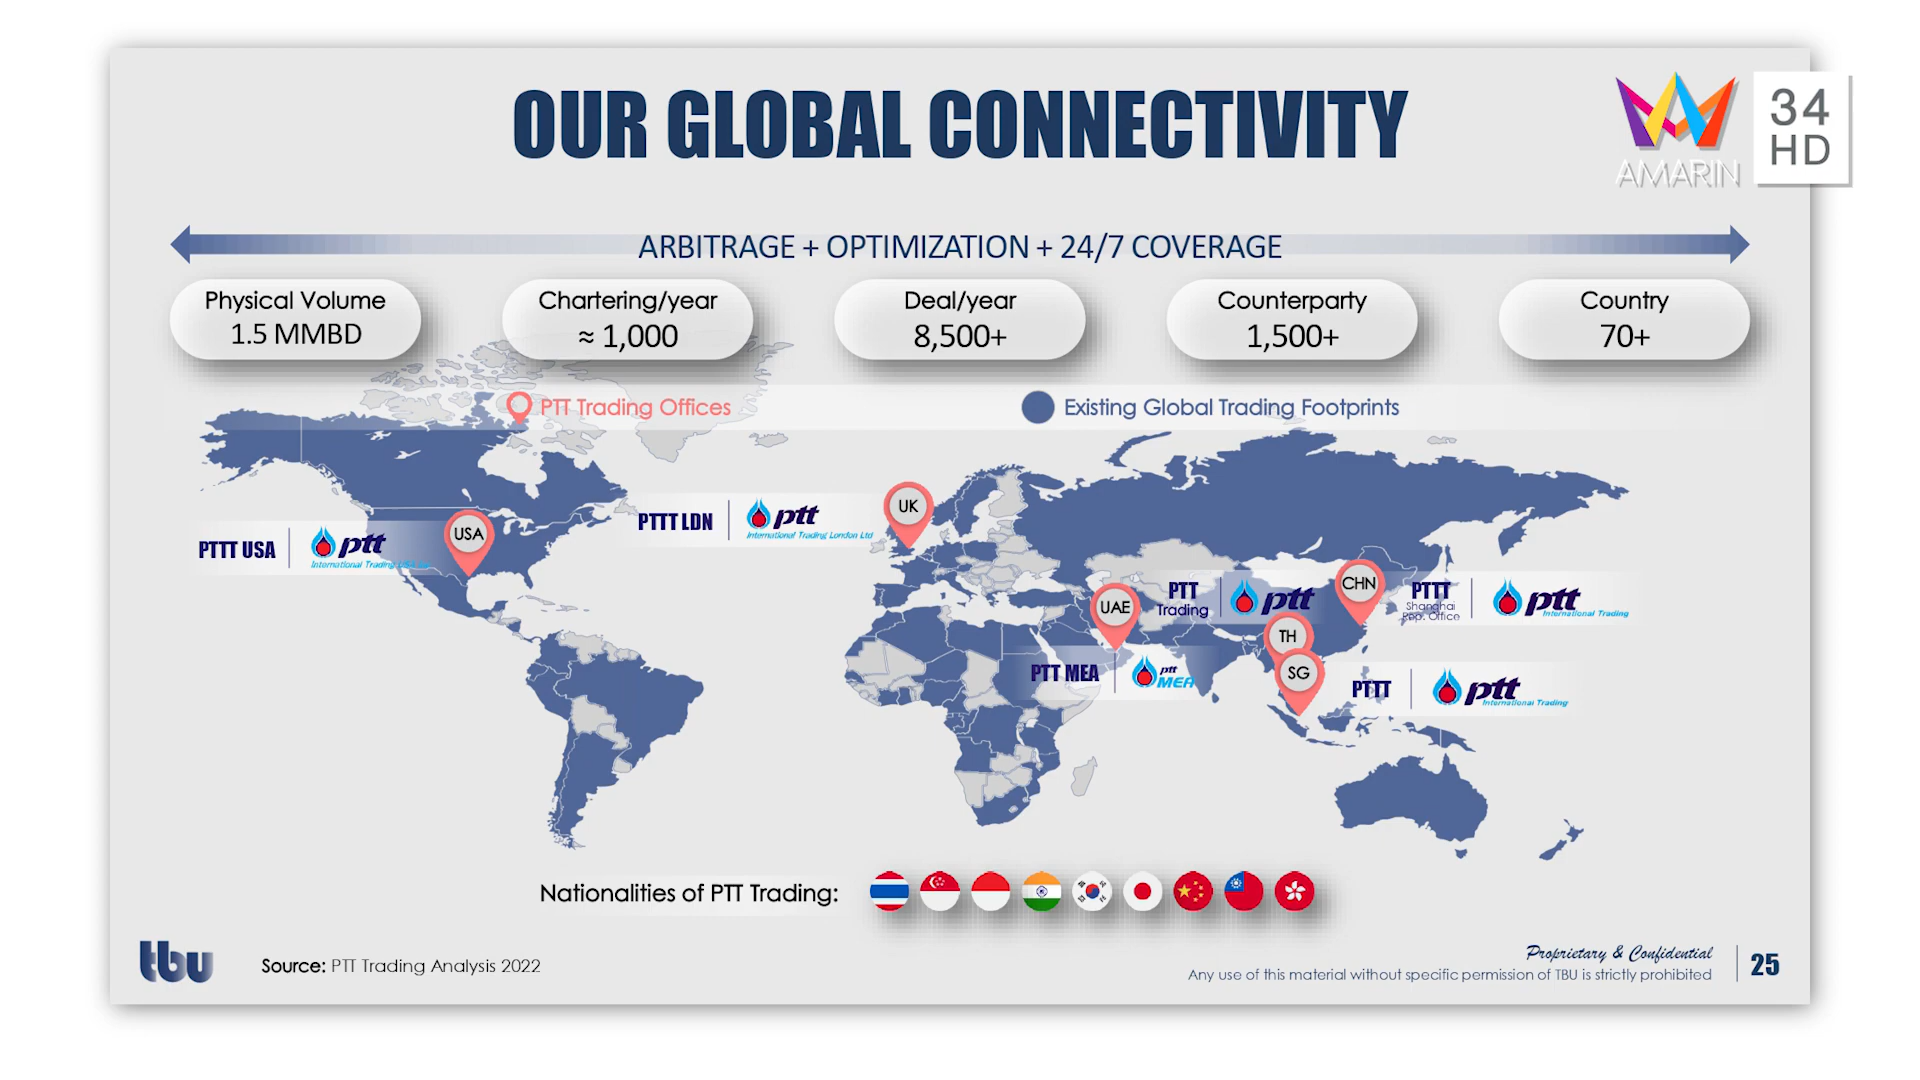 OUR GLOBAL CONNECTIVITY
AMARIN
34
HD
ARBITRAGE + OPTIMIZATION + 24/7 COVERAGE
Physical Volume
1.5 MMBD
Chartering/year
≈ 1,000
Deal/year
8,500+
Counterparty
1,500+
Country
70+
PTT Trading Offices
Existing Global Trading Footprints
PTTT USA
ptt
International Trading USA
USA
PTTT LDN
ptt
International Trading London Ltd
UK
UAE
PTT
Trading
ptt
CHN
PTTT
Shanghai
Rep. Office
ptt
International Trading
TH
SG
PTT MEA
ptt
MEA
PTTT
ptt
International Trading
Nationalities of PTT Trading:
tbu
Source: PTT Trading Analysis 2022
Proprietary & Confidential
Any use of this material without specific permission of TBU is strictly prohibited
25